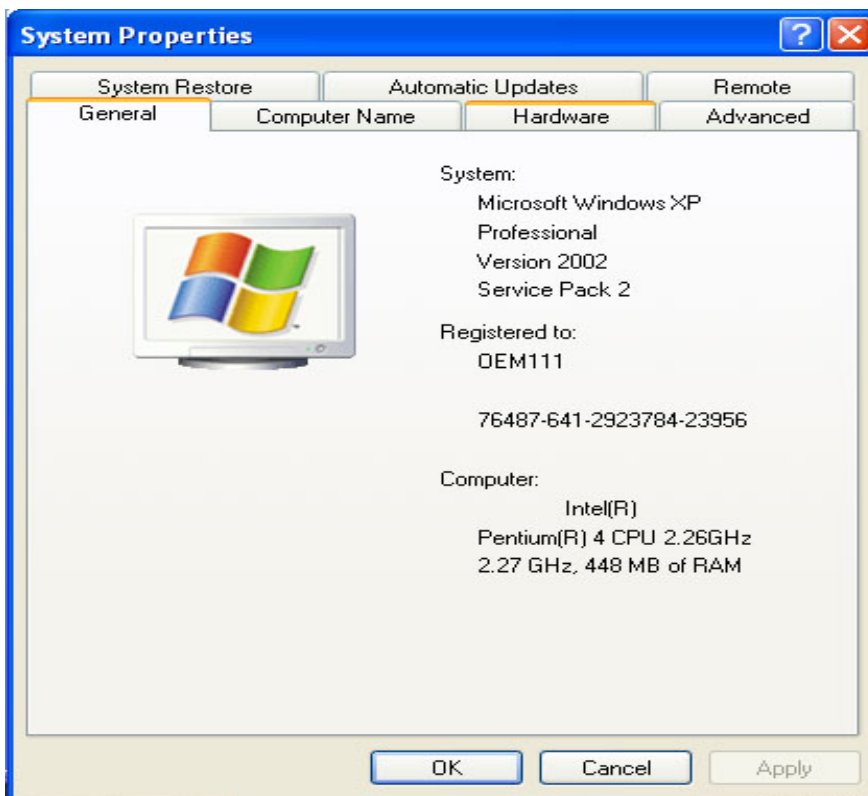 System Properties
System Restore Automatic Updates Remote
General Computer Name Hardware Advanced
System:
Microsoft Windows XP
Professional
Version 2002
Service Pack 2
Registered to:
OEM111
76487-641-2923784-23956
Computer:
Intel(R)
Pentium(R) 4 CPU 2.26GHz
2.27 GHz, 448 MB of RAM
OK Cancel Apply